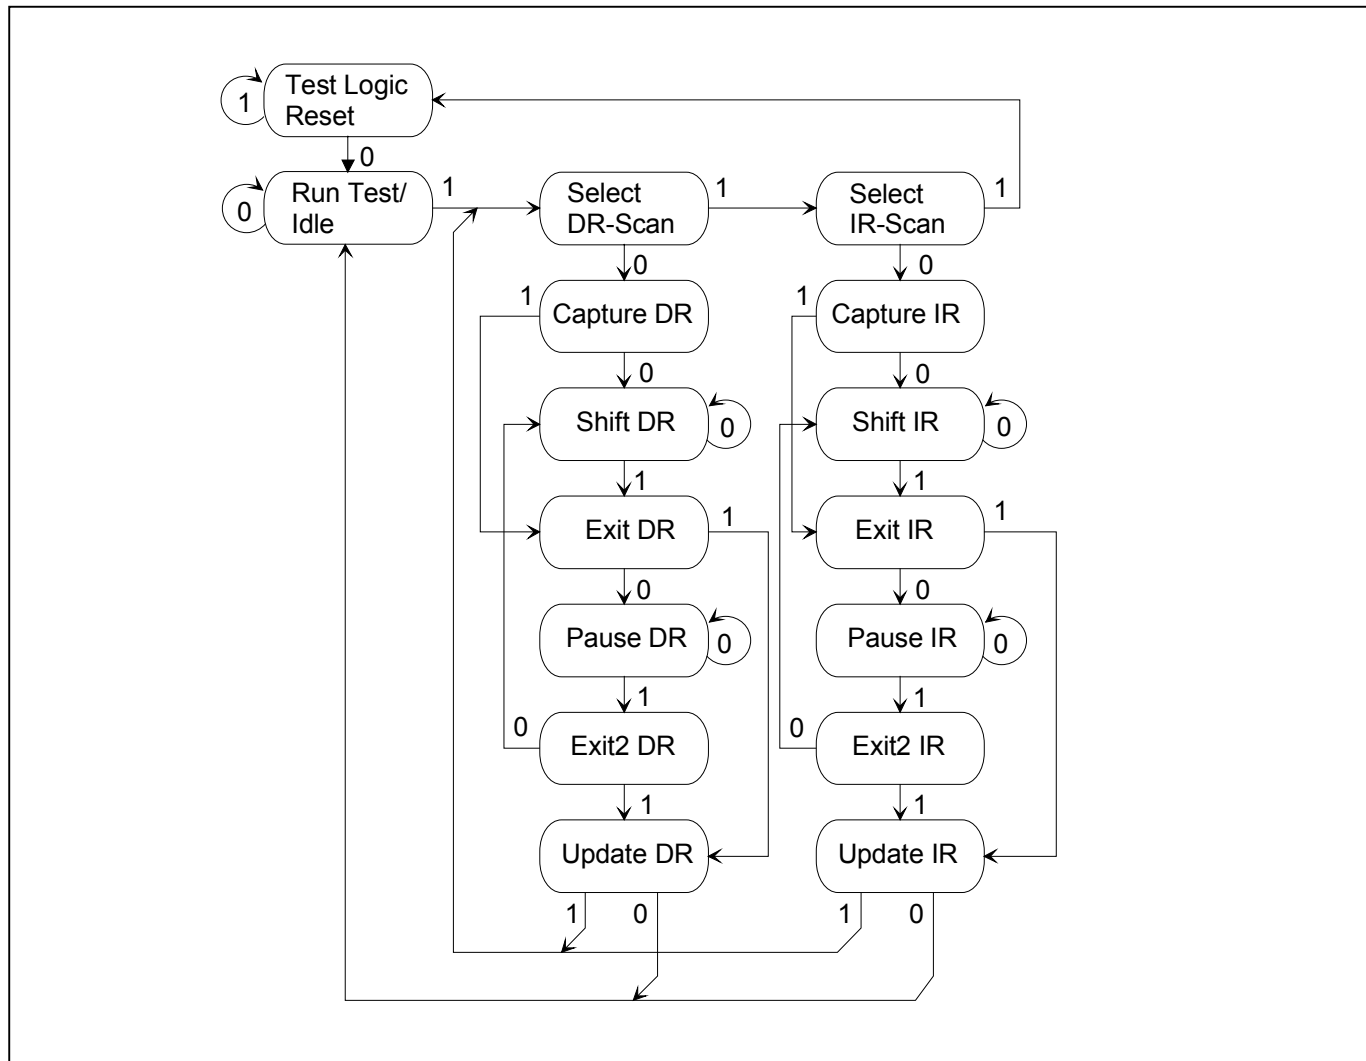 Test Logic
Reset
1
0
Run Test/
Idle
0
1
Select
DR-Scan
1
Select
IR-Scan
1
0
0
1
Capture DR
1
Capture IR
0
0
Shift DR
0
Shift IR
0
1
1
Exit DR
1
Exit IR
1
0
0
Pause DR
0
Pause IR
0
1
1
0
Exit2 DR
0
Exit2 IR
1
1
Update DR
Update IR
1
0
1
0